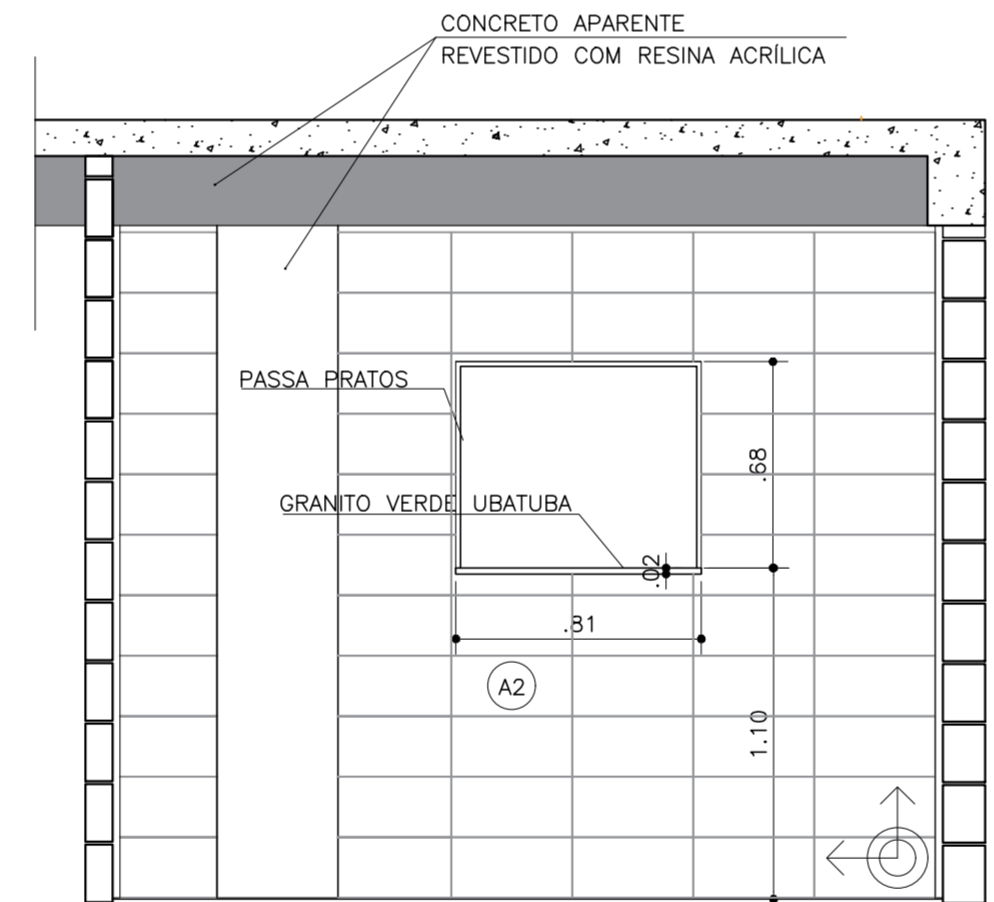 CONCRETO APARENTE
REVESTIDO COM RESINA ACRÍLICA
PASSA PRATOS
.68
GRANITO VERDE UBATUBA
.02
.81
A2
1.10